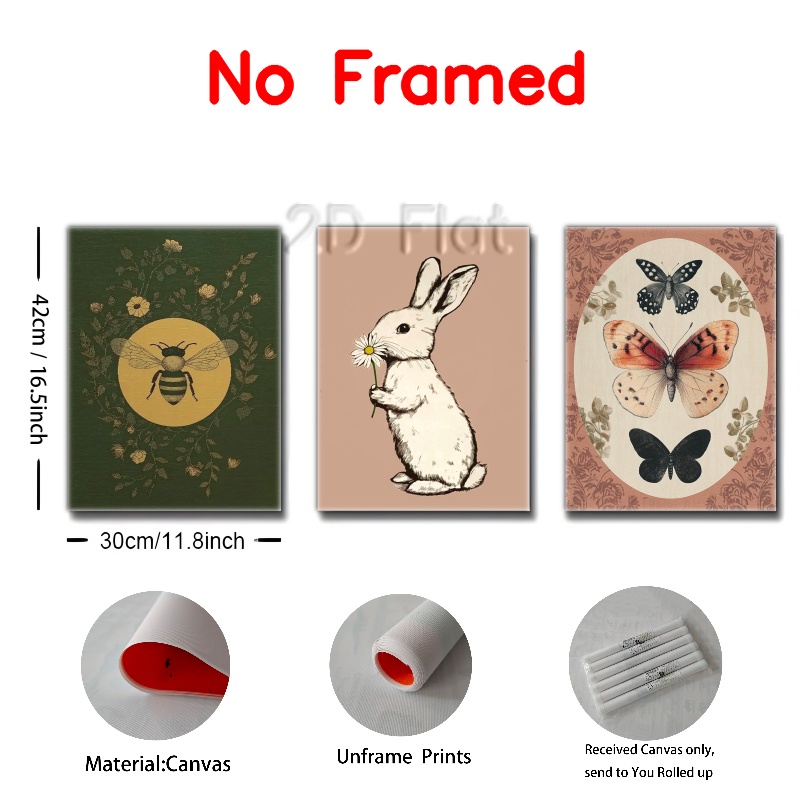 No Framed
2D Flat
42cm / 16.5inch
30cm/11.8inch
Material:Canvas
Unframe Prints
Received Canvas only,
send to You Rolled up